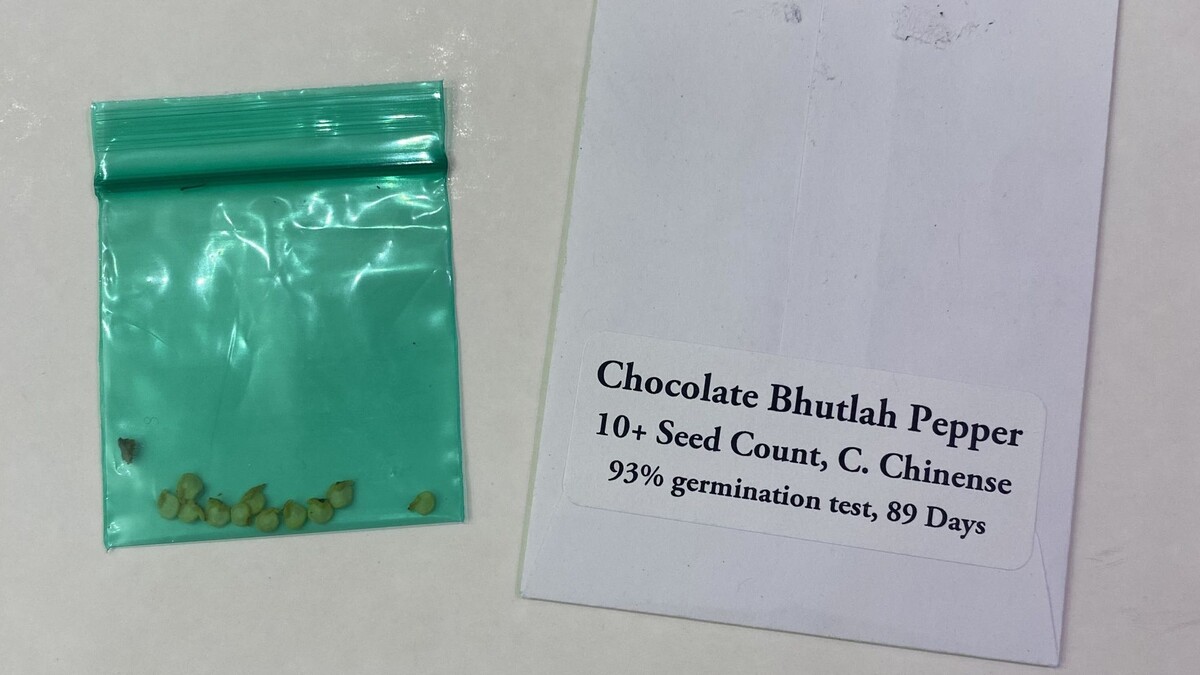 Chocolate Bhutlah Pepper
10+ Seed Count, C. Chinense
93% germination test, 89 Days